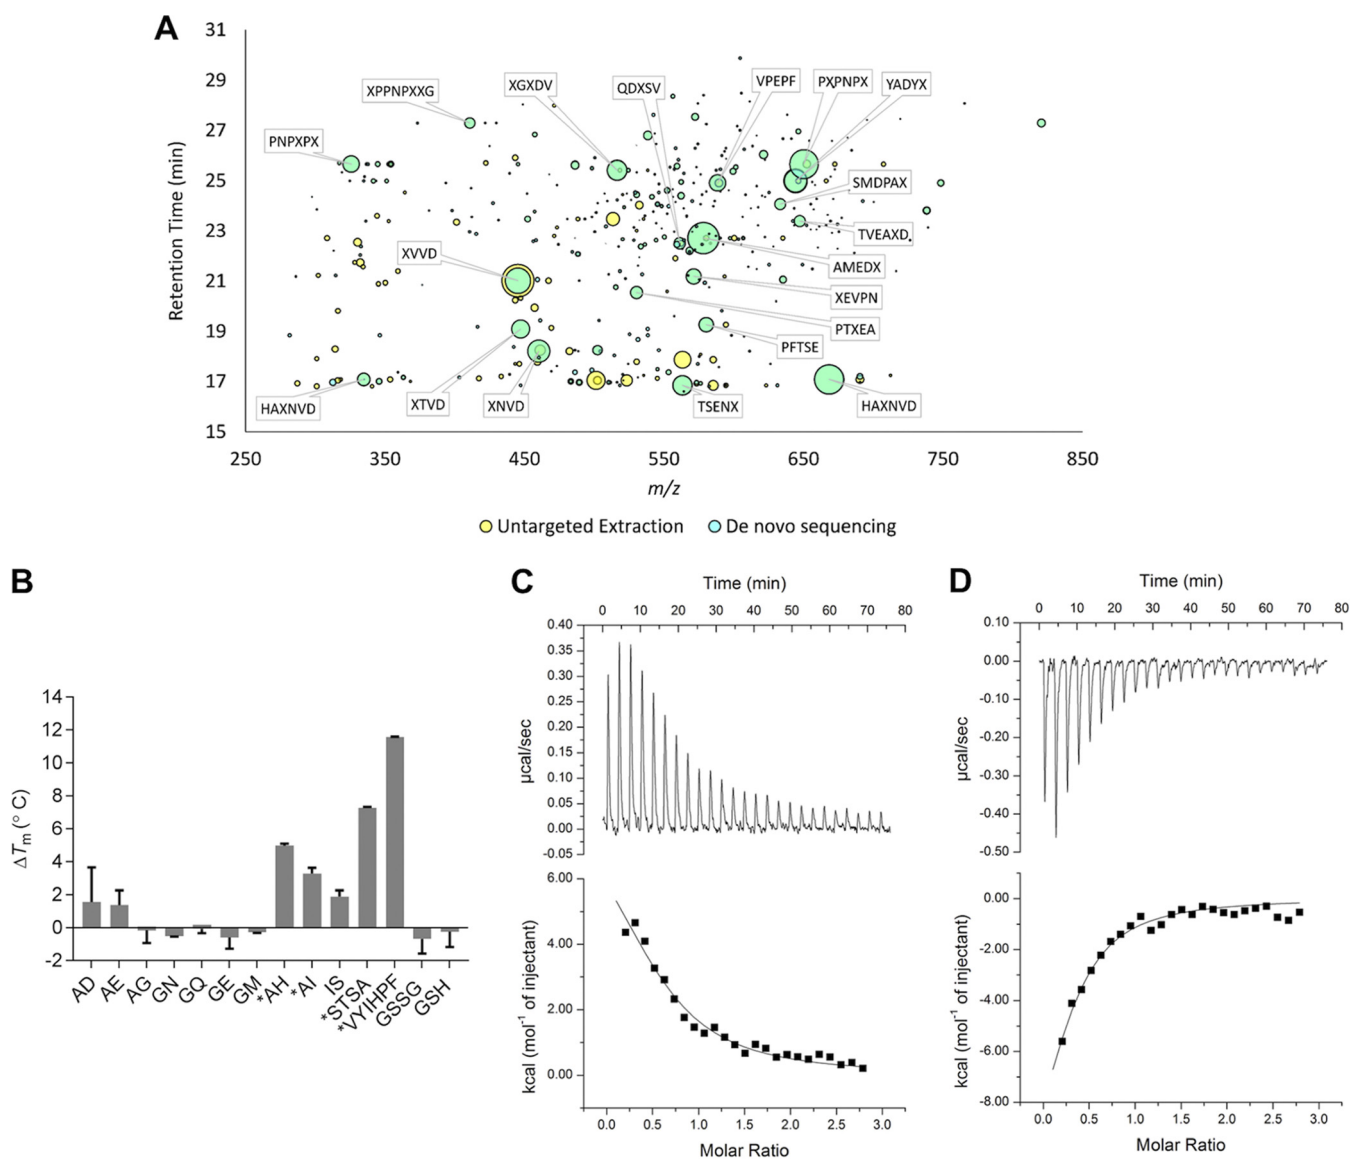 A
31
29
27
25
23
21
19
17
15
Retention Time (min)
XPPNPXXG
XGXDV
QDXSV
VPEPF
PXPNPX
YADYX
PNPXPX
SMDPAX
TVEAXD
XVVD
AMEDX
XEVPN
PTXEA
PFTSE
HAXNVD
XTVD
XNVD
TSENX
HAXNVD
250 350 450 550 650 750 850
m/z
Untargeted Extraction De novo sequencing
B
14
12
10
8
6
4
2
0
-2
ΔTm (° C)
AD AE AG GN GQ GE GM *AH *AI IS *STSA *VYIHPF GSSG GSH
C
Time (min)
0 10 20 30 40 50 60 70 80
0.40
0.35
0.30
0.25
0.20
0.15
0.10
0.05
0.00
-0.05
µcal/sec
6.00
4.00
2.00
0.00
kcal (mol-1 of injectant)
0.0 0.5 1.0 1.5 2.0 2.5 3.0
Molar Ratio
D
Time (min)
0 10 20 30 40 50 60 70 80
0.10
0.00
-0.10
-0.20
-0.30
-0.40
-0.50
µcal/sec
0.00
-2.00
-4.00
-6.00
-8.00
kcal (mol-1 of injectant)
0.0 0.5 1.0 1.5 2.0 2.5 3.0
Molar Ratio